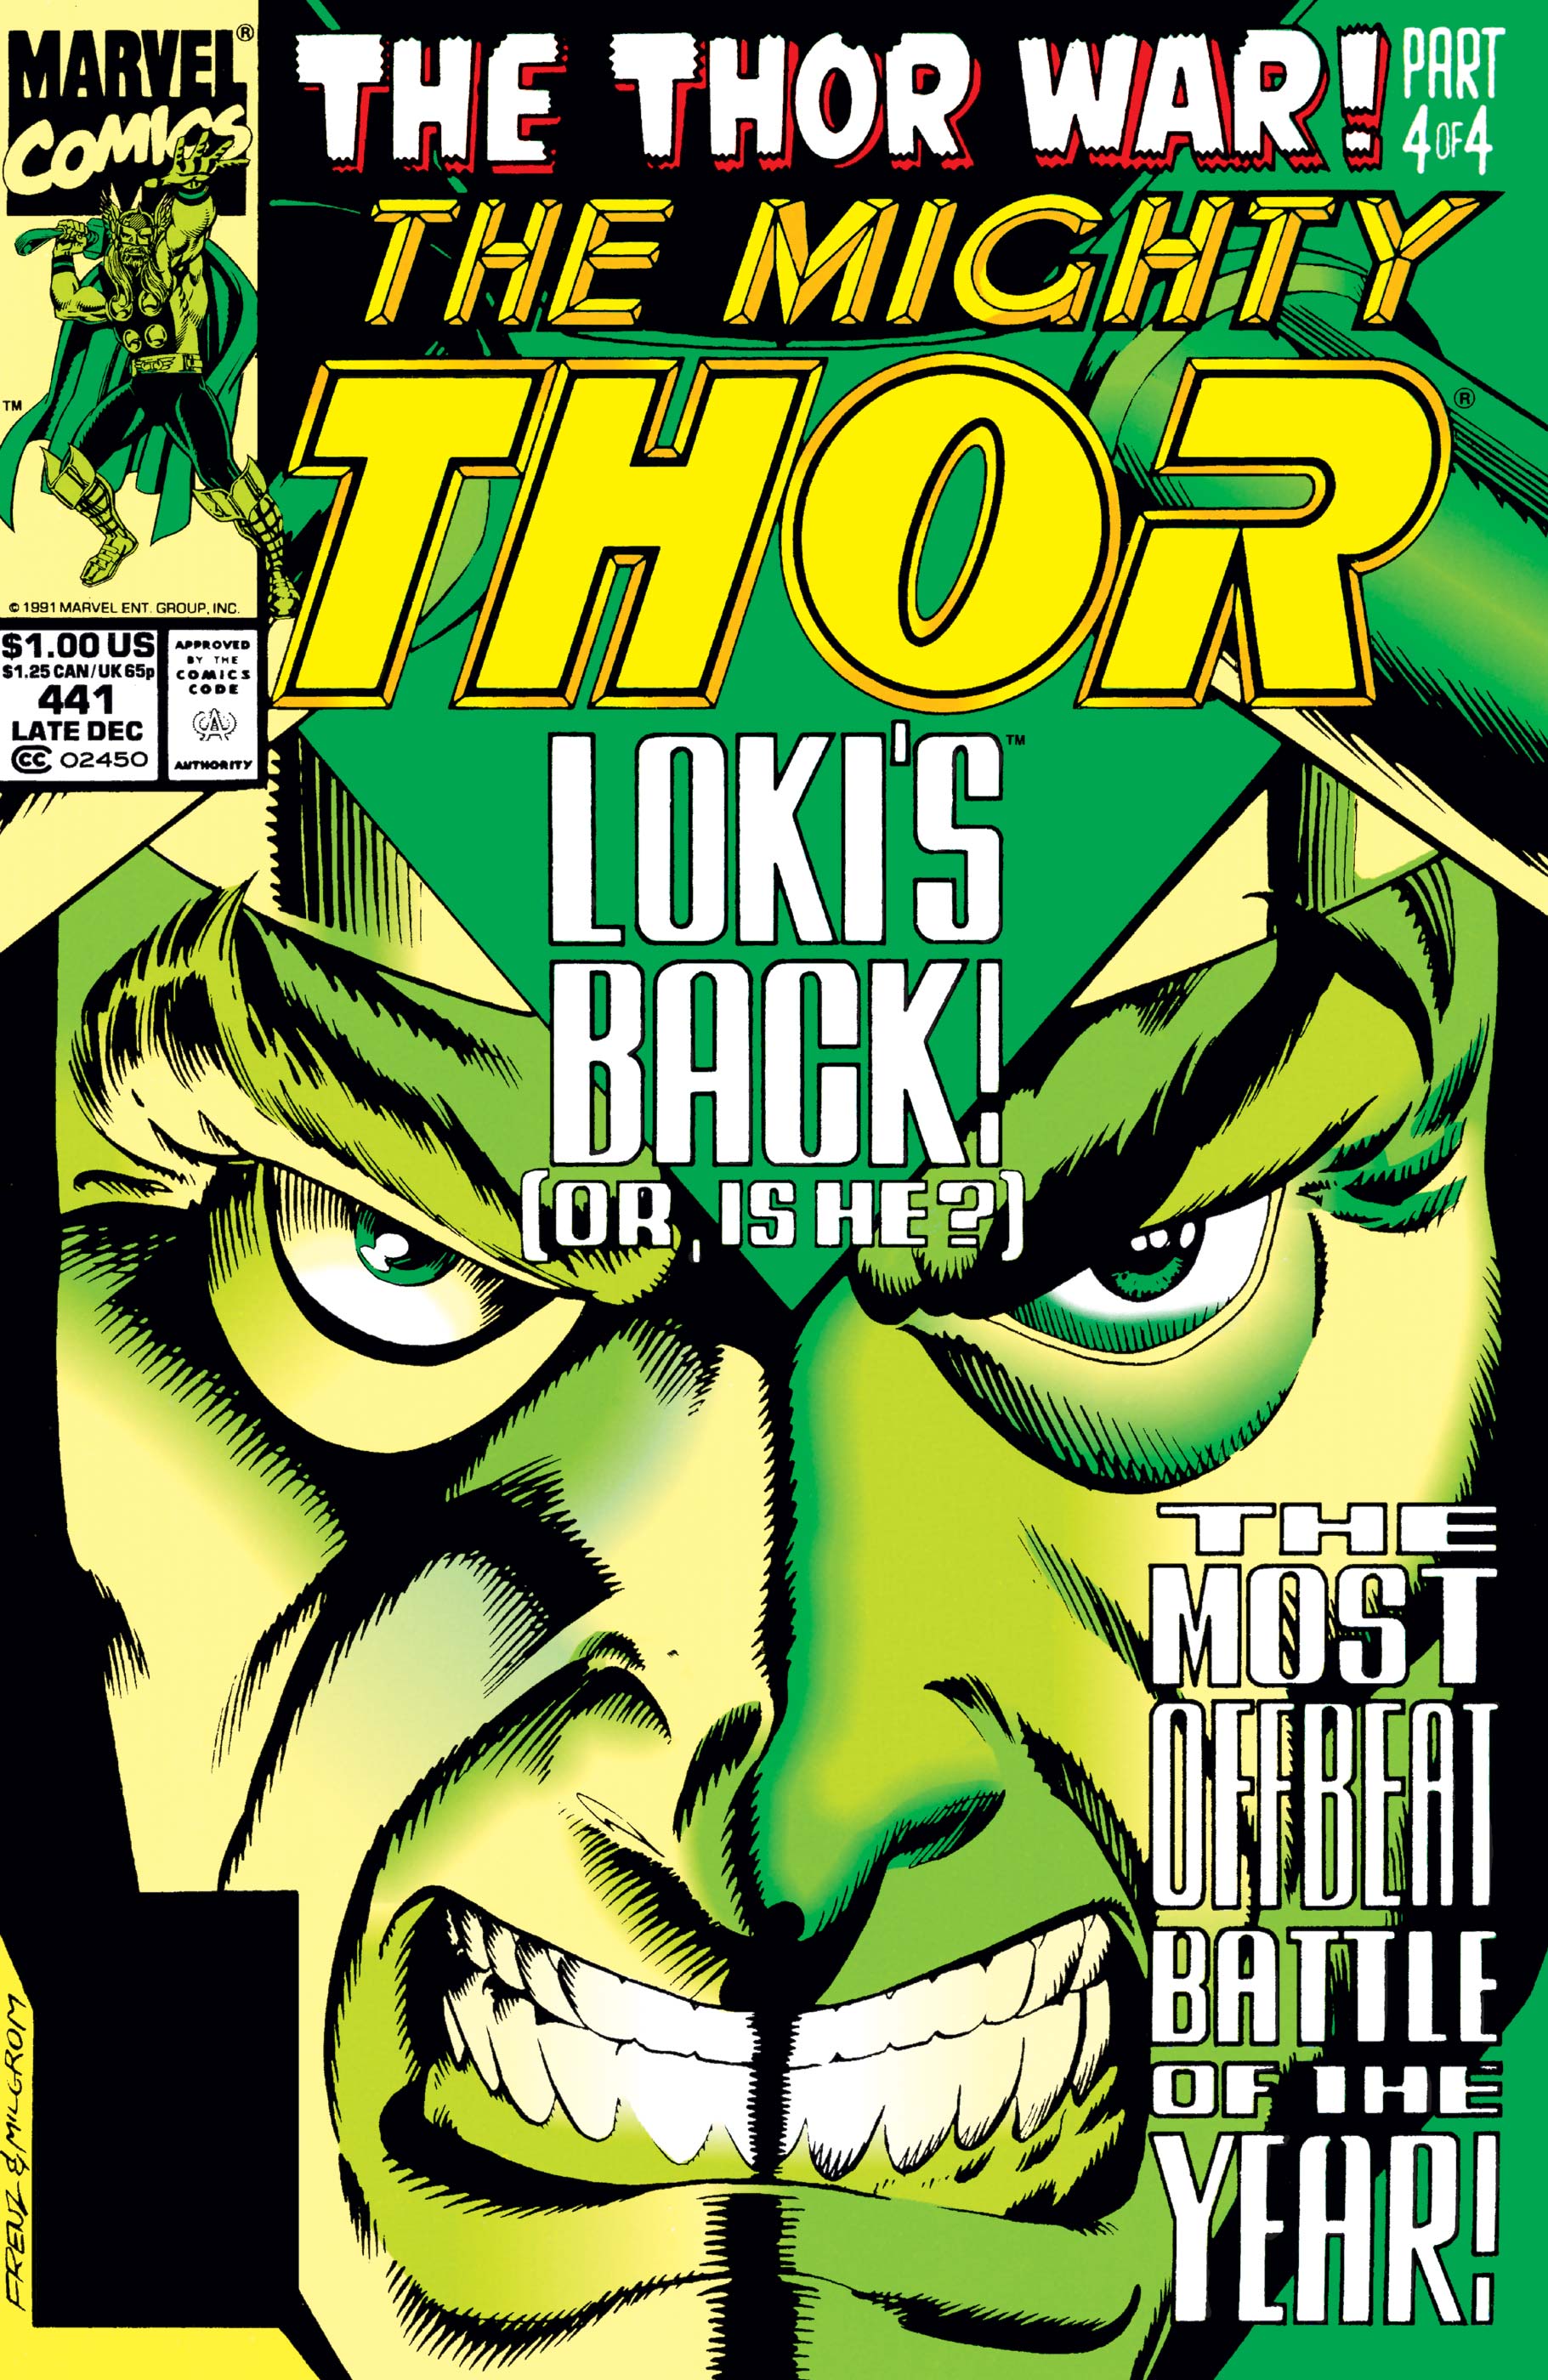 MARVEL®
COMICS
THE THOR WAR!
PART
4 OF 4
THE MIGHTY
THOR®
TM
© 1991 MARVEL ENT. GROUP, INC.
$1.00 US
$1.25 CAN/UK 65p
441
LATE DEC
CC 02450
APPROVED
BY THE
COMICS
CODE
A
AUTHORITY
LOKI'S™
BACK!
(OR, IS HE?)
THE
MOST
OFFBEAT
BATTLE
OF THE
YEAR!
FRENZ & MILGROM